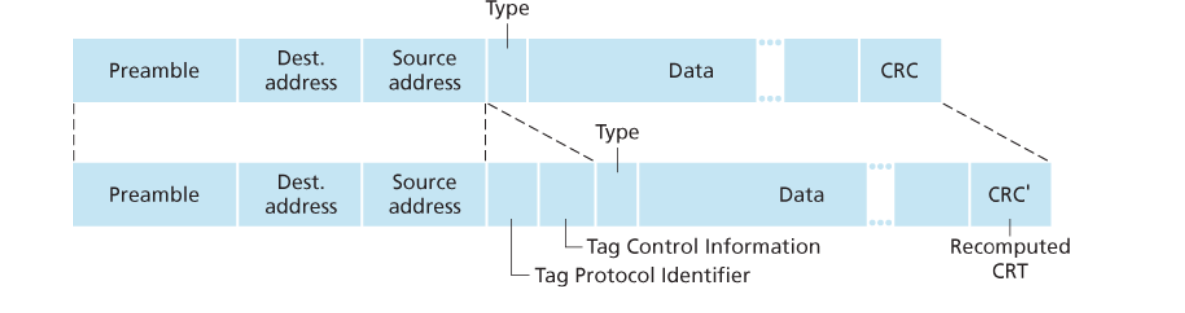 Type
Preamble
Dest.
address
Source
address
Data
CRC
Type
Preamble
Dest.
address
Source
address
Data
CRC'
Tag Control Information
Tag Protocol Identifier
Recomputed
CRT